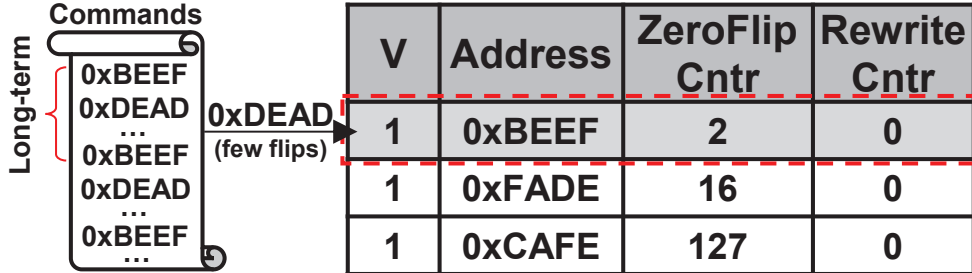 Commands
Long-term
0xBEEF
0xDEAD
...
0xBEEF
0xDEAD
...
0xBEEF
...
0xDEAD
(few flips)
V Address ZeroFlip Cntr Rewrite Cntr
1 0xBEEF 2 0
1 0xFADE 16 0
1 0xCAFE 127 0